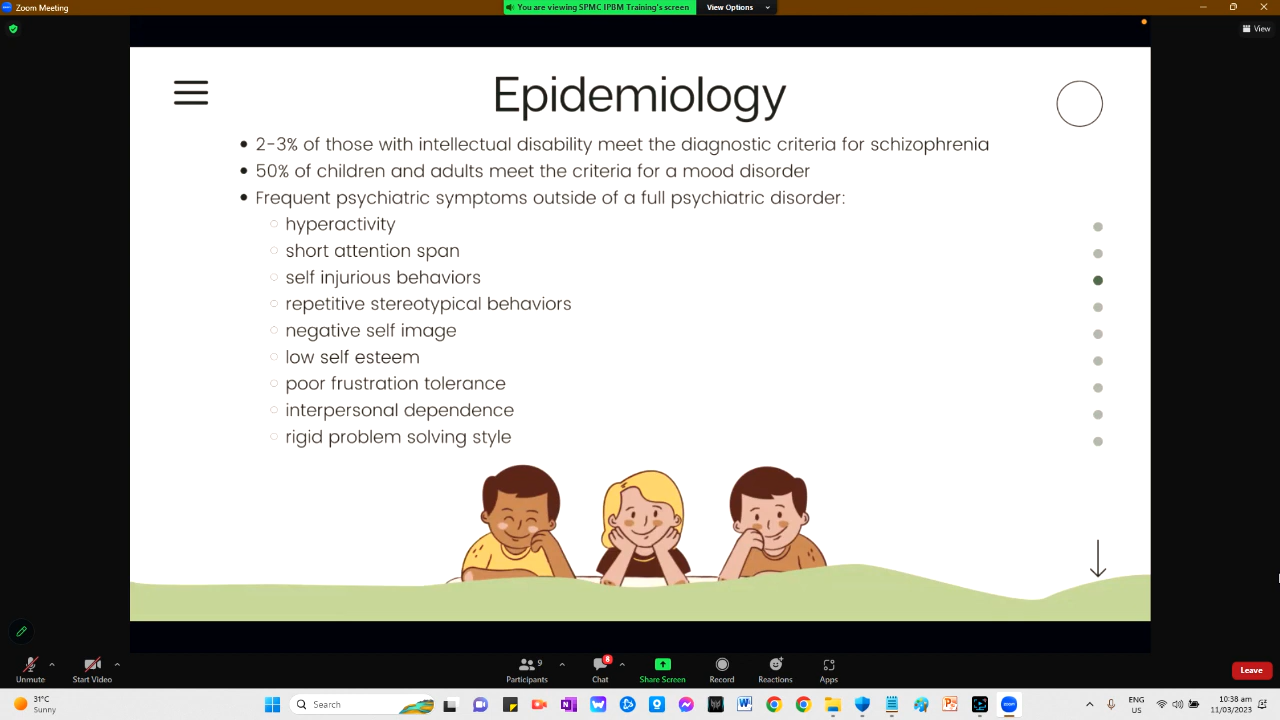 Zoom Meeting
You are viewing SPMC IPBM Training's screen
View Options
View
Epidemiology
2-3% of those with intellectual disability meet the diagnostic criteria for schizophrenia
50% of children and adults meet the criteria for a mood disorder
Frequent psychiatric symptoms outside of a full psychiatric disorder:
hyperactivity
short attention span
self injurious behaviors
repetitive stereotypical behaviors
negative self image
low self esteem
poor frustration tolerance
interpersonal dependence
rigid problem solving style
9
8
Unmute
Start Video
Participants
Chat
Share Screen
Record
Reactions
Apps
Leave
31°C
Sunny
Search
ENG
US
10:38 am
11/03/2023